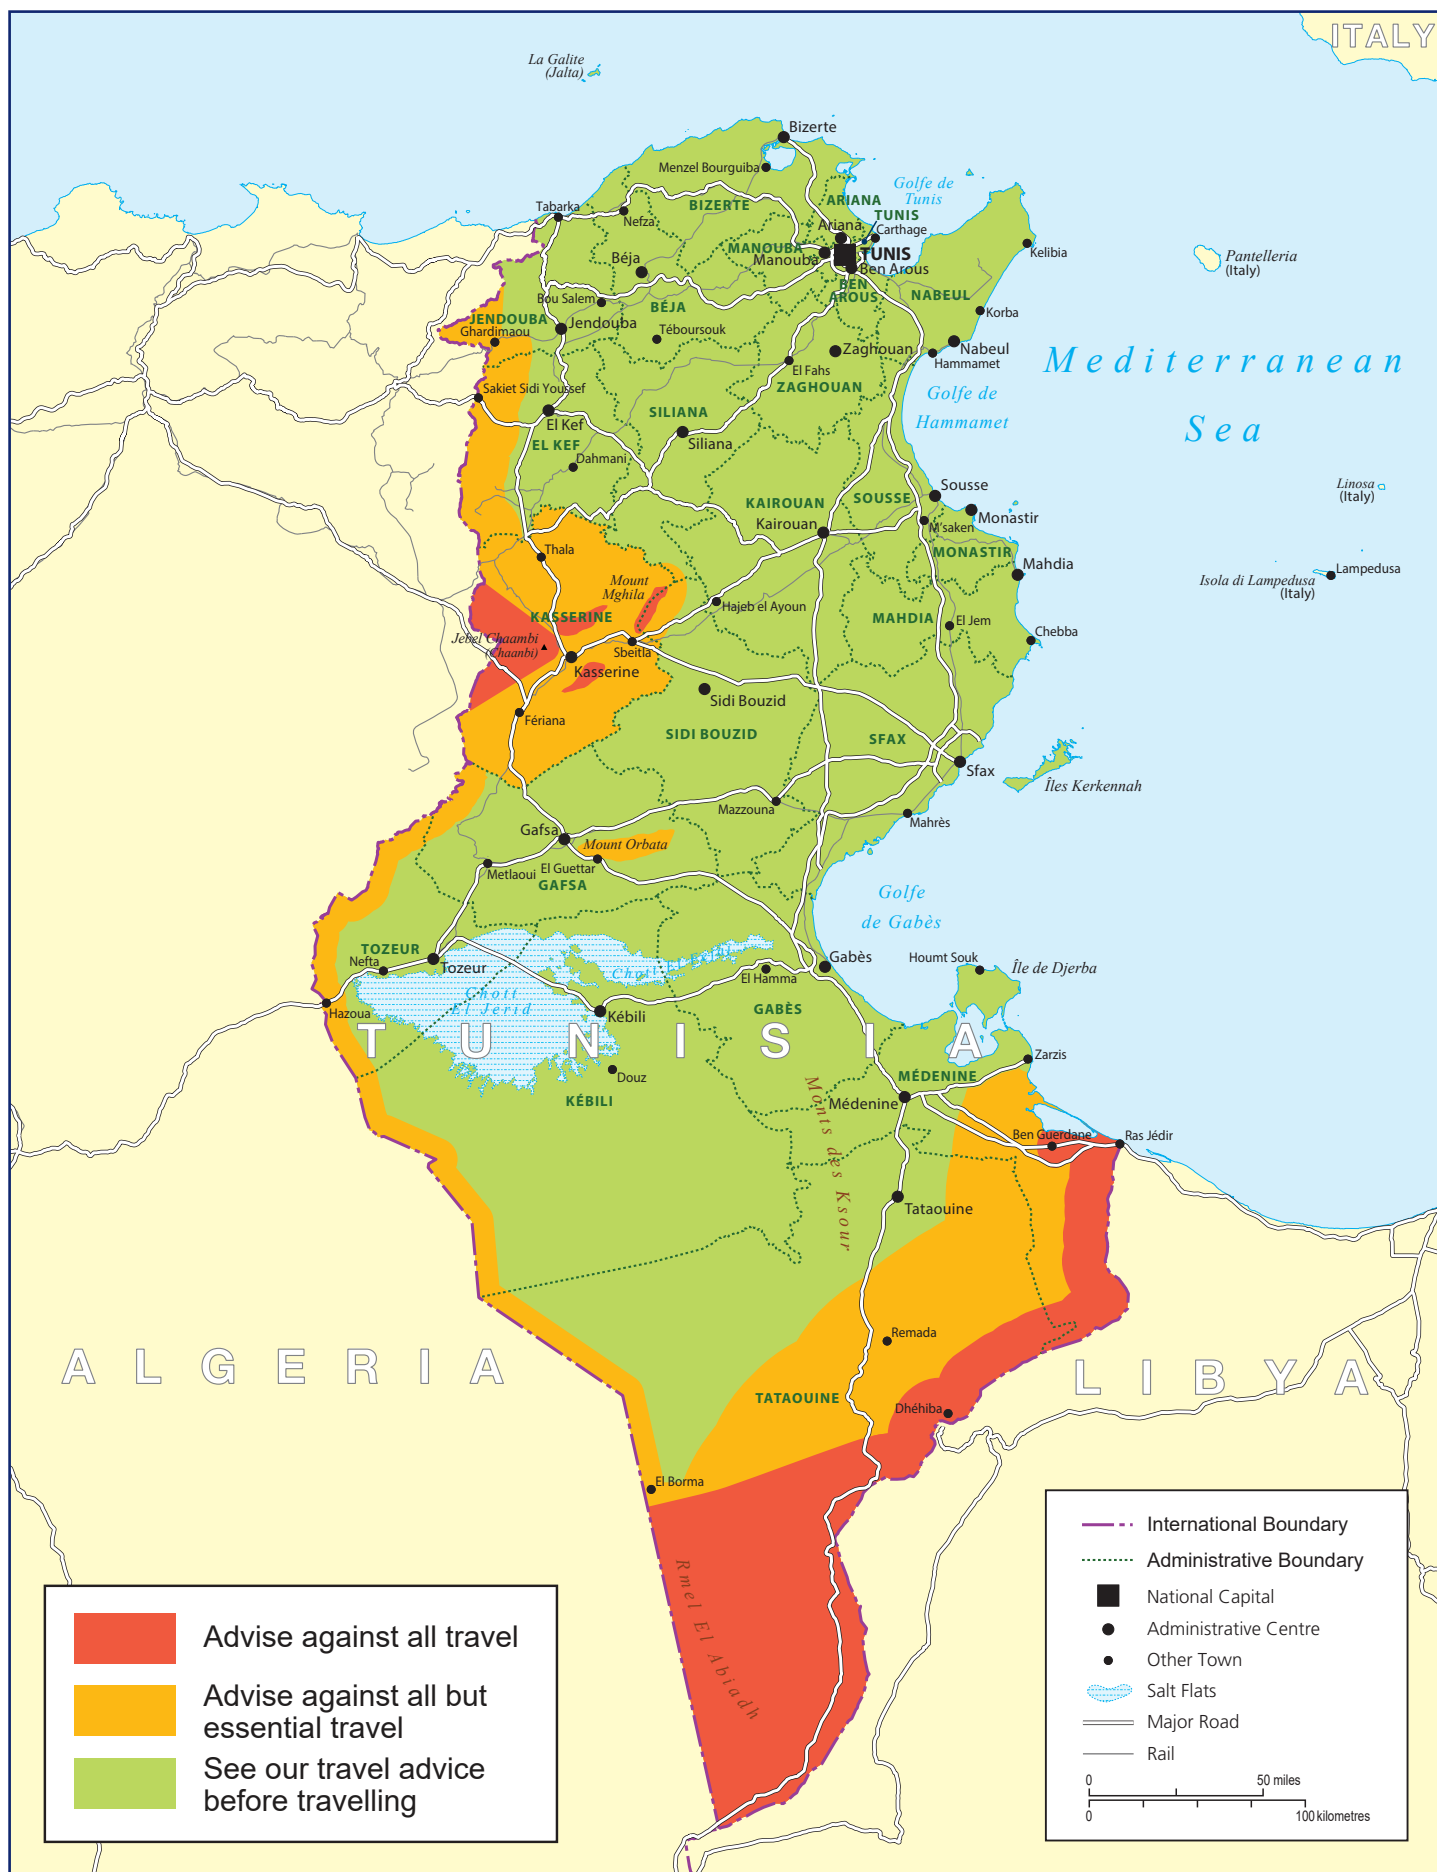 ITALY
La Galite
(Jalta)
Bizerte
Menzel Bourguiba
Golfe de
Tunis
ARIANA
BIZERTE
Tabarka
Nefza
TUNIS
Ariana
Carthage
MANOUBA
Manouba
TUNIS
Kelibia
Pantelleria
(Italy)
Béja
Ben Arous
BEN
AROUS
NABEUL
Bou Salem
BÉJA
Korba
JENDOUBA
Ghardimaou
Jendouba
Téboursouk
Zaghouan
Nabeul
Hammamet
El Fahs
ZAGHOUAN
Mediterranean
Sea
Sakiet Sidi Youssef
Golfe de
Hammamet
El Kef
SILIANA
Siliana
EL KEF
Dahmani
Sousse
Linosa
(Italy)
KAIROUAN
SOUSSE
Kairouan
Monastir
M'saken
MONASTIR
Thala
Mahdia
Mount
Mghila
Lampedusa
Isola di Lampedusa
(Italy)
Hajeb el Ayoun
KASSERINE
MAHDIA
El Jem
Chebba
Jebel Chaambi
(Chaanbi)
Sbeitla
Kasserine
Sidi Bouzid
Fériana
SIDI BOUZID
SFAX
Sfax
Îles Kerkennah
Mazzouna
Mahrès
Gafsa
Mount Orbata
Metlaoui
El Guettar
GAFSA
Golfe
de Gabès
TOZEUR
Nefta
Tozeur
Chott El Fejaj
Gabès
Houmt Souk
Île de Djerba
El Hamma
Chott
El Jerid
Hazoua
Kébili
GABÈS
TUNISIA
Zarzis
Douz
MÉDENINE
KÉBILI
Médenine
Monts des Ksour
Ben Guerdane
Ras Jédir
Tataouine
Remada
ALGERIA
LIBYA
TATAOUINE
Dhéhiba
El Borma
Rmel El Abiadh
Advise against all travel
Advise against all but
essential travel
See our travel advice
before travelling
International Boundary
Administrative Boundary
National Capital
Administrative Centre
Other Town
Salt Flats
Major Road
Rail
0 50 miles
0 100 kilometres